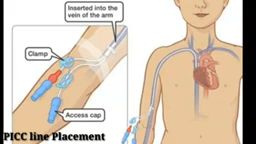 Inserted into the
vein of the arm
Clamp
Access cap
PICC line Placement